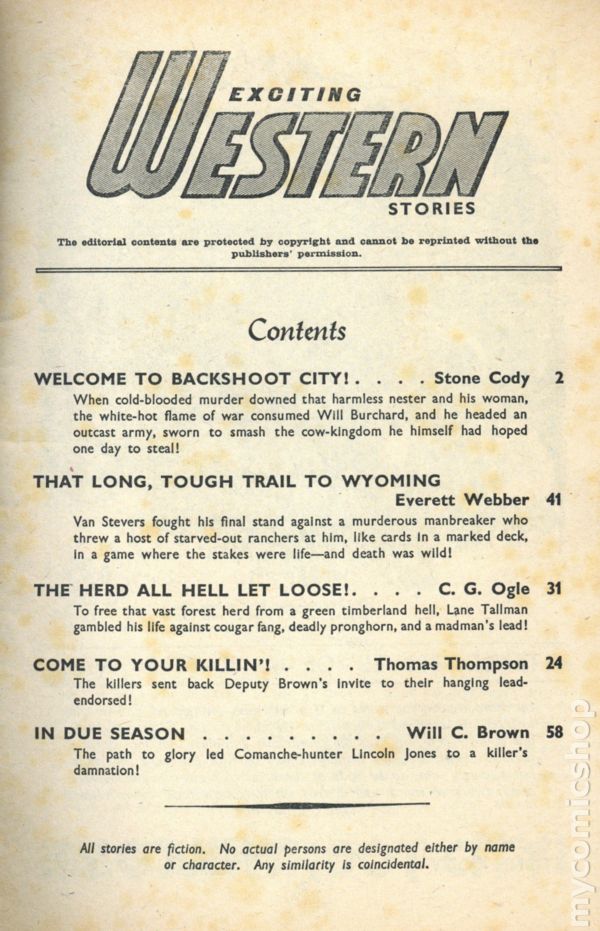 EXCITING
WESTERN
STORIES
The editorial contents are protected by copyright and cannot be reprinted without the
publishers' permission.
Contents
WELCOME TO BACKSHOOT CITY! . . . . Stone Cody 2
When cold-blooded murder downed that harmless nester and his woman,
the white-hot flame of war consumed Will Burchard, and he headed an
outcast army, sworn to smash the cow-kingdom he himself had hoped
one day to steal!
THAT LONG, TOUGH TRAIL TO WYOMING
Everett Webber 41
Van Stevers fought his final stand against a murderous manbreaker who
threw a host of starved-out ranchers at him, like cards in a marked deck,
in a game where the stakes were life—and death was wild!
THE HERD ALL HELL LET LOOSE! . . . . C. G. Ogle 31
To free that vast forest herd from a green timberland hell, Lane Tallman
gambled his life against cougar fang, deadly pronghorn, and a madman's lead!
COME TO YOUR KILLIN'! . . . . Thomas Thompson 24
The killers sent back Deputy Brown's invite to their hanging lead-
endorsed!
IN DUE SEASON . . . . . . . . . Will C. Brown 58
The path to glory led Comanche-hunter Lincoln Jones to a killer's
damnation!
All stories are fiction. No actual persons are designated either by name
or character. Any similarity is coincidental.
mycomicshop